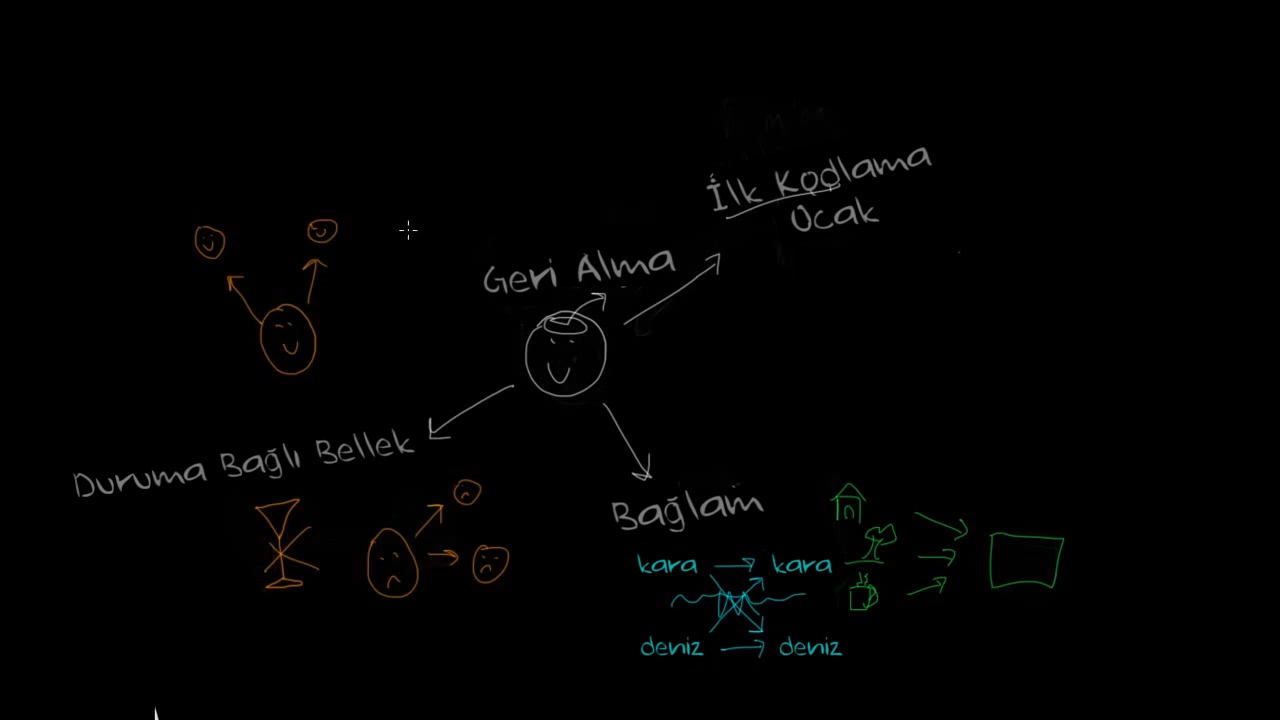 İlk Kodlama
Ocak
Geri Alma
Duruma Bağlı Bellek
Bağlam
kara kara
deniz deniz